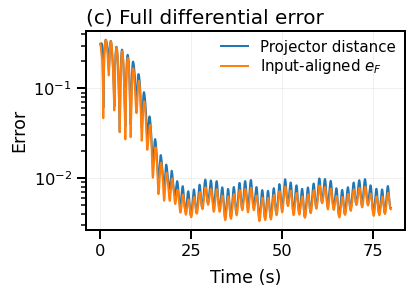 (c) Full differential error
Projector distance
Input-aligned e_F
Error
10⁻¹
10⁻²
0 25 50 75
Time (s)